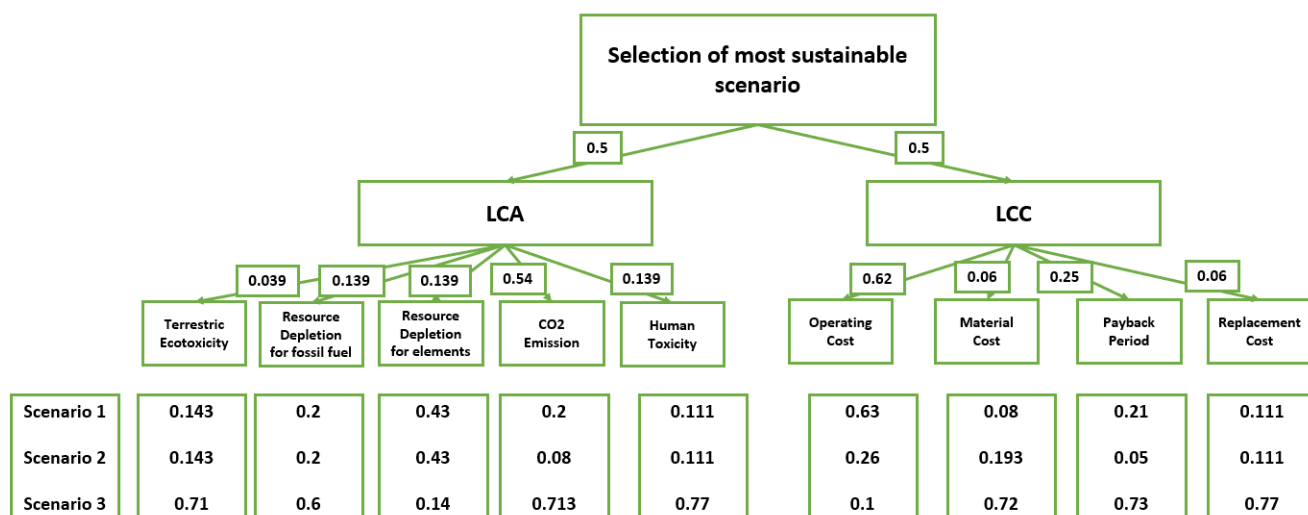 Selection of most sustainable
scenario
0.5
0.5
LCA
LCC
0.039
0.139
0.139
0.54
0.139
0.62
0.06
0.25
0.06
Terrestric
Ecotoxicity
Resource
Depletion
for fossil fuel
Resource
Depletion
for elements
CO2
Emission
Human
Toxicity
Operating
Cost
Material
Cost
Payback
Period
Replacement
Cost
Scenario 1 0.143 0.2 0.43 0.2 0.111 0.63 0.08 0.21 0.111
Scenario 2 0.143 0.2 0.43 0.08 0.111 0.26 0.193 0.05 0.111
Scenario 3 0.71 0.6 0.14 0.713 0.77 0.1 0.72 0.73 0.77